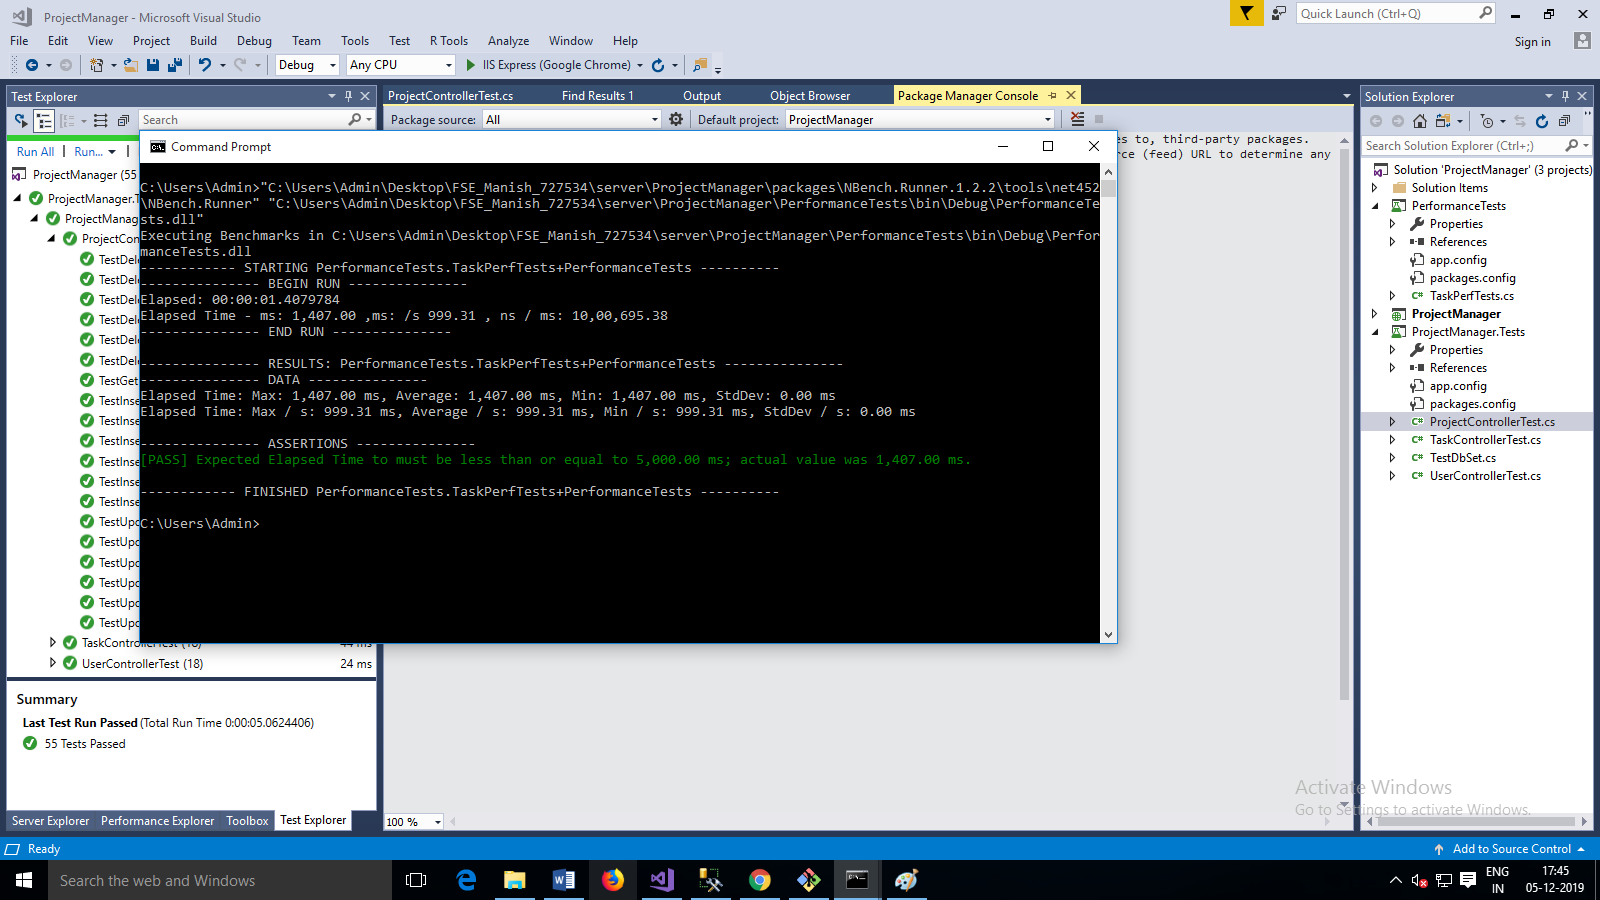 ProjectManager - Microsoft Visual Studio
Quick Launch (Ctrl+Q)
File Edit View Project Build Debug Team Tools Test R Tools Analyze Window Help
Sign in
Debug Any CPU IIS Express (Google Chrome)
Test Explorer
Search
Run All | Run... |
ProjectManager (55
ProjectManager.T
ProjectManag
ProjectCon
TestDele
TestDele
TestDele
TestDele
TestDele
TestDele
TestGet
TestInse
TestInse
TestInse
TestInse
TestInse
TestInse
TestUpd
TestUpd
TestUpd
TestUpd
TestUpd
TestUpd
TaskControllerTest (18) 44 ms
UserControllerTest (18) 24 ms
Summary
Last Test Run Passed (Total Run Time 0:00:05.0624406)
55 Tests Passed
Server Explorer Performance Explorer Toolbox Test Explorer
ProjectControllerTest.cs Find Results 1 Output Object Browser Package Manager Console
Package source: All Default project: ProjectManager
es to, third-party packages.
rce (feed) URL to determine any
Command Prompt
C:\Users\Admin>"C:\Users\Admin\Desktop\FSE_Manish_727534\server\ProjectManager\packages\NBench.Runner.1.2.2\tools\net452
\NBench.Runner" "C:\Users\Admin\Desktop\FSE_Manish_727534\server\ProjectManager\PerformanceTests\bin\Debug\PerformanceTe
sts.dll"
Executing Benchmarks in C:\Users\Admin\Desktop\FSE_Manish_727534\server\ProjectManager\PerformanceTests\bin\Debug\Perfor
manceTests.dll
------------ STARTING PerformanceTests.TaskPerfTests+PerformanceTests ----------
--------------- BEGIN RUN ---------------
Elapsed: 00:00:01.4079784
Elapsed Time - ms: 1,407.00 ,ms: /s 999.31 , ns / ms: 10,00,695.38
--------------- END RUN ---------------
--------------- RESULTS: PerformanceTests.TaskPerfTests+PerformanceTests ---------------
--------------- DATA ---------------
Elapsed Time: Max: 1,407.00 ms, Average: 1,407.00 ms, Min: 1,407.00 ms, StdDev: 0.00 ms
Elapsed Time: Max / s: 999.31 ms, Average / s: 999.31 ms, Min / s: 999.31 ms, StdDev / s: 0.00 ms
--------------- ASSERTIONS ---------------
[PASS] Expected Elapsed Time to must be less than or equal to 5,000.00 ms; actual value was 1,407.00 ms.
------------ FINISHED PerformanceTests.TaskPerfTests+PerformanceTests ----------
C:\Users\Admin>
100 %
Solution Explorer
Search Solution Explorer (Ctrl+;)
Solution 'ProjectManager' (3 projects)
Solution Items
PerformanceTests
Properties
References
app.config
packages.config
TaskPerfTests.cs
ProjectManager
ProjectManager.Tests
Properties
References
app.config
packages.config
ProjectControllerTest.cs
TaskControllerTest.cs
TestDbSet.cs
UserControllerTest.cs
Activate Windows
Go to Settings to activate Windows.
Ready
Add to Source Control
Search the web and Windows
ENG
IN
17:45
05-12-2019